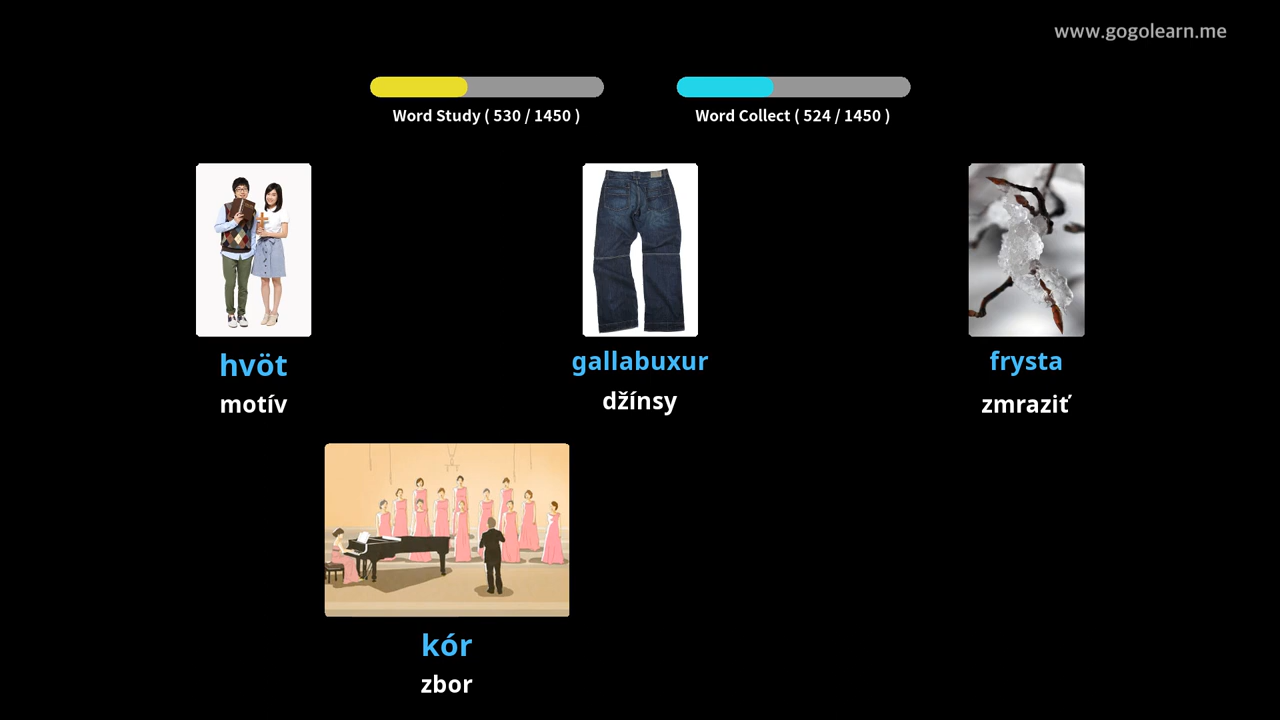 www.gogolearn.me
Word Study ( 530 / 1450 )
Word Collect ( 524 / 1450 )
hvöt
motív
gallabuxur
džínsy
frysta
zmraziť
kór
zbor